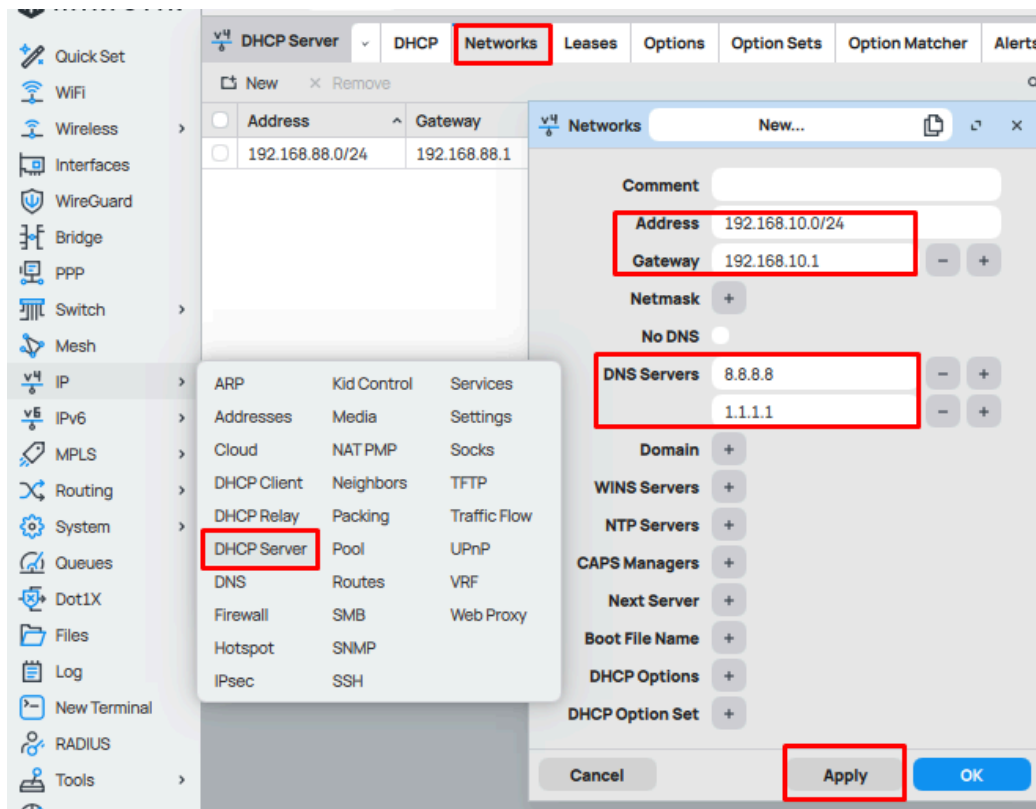 Quick Set
WiFi
Wireless
Interfaces
WireGuard
Bridge
PPP
Switch
Mesh
IP
IPv6
MPLS
Routing
System
Queues
Dot1X
Files
Log
New Terminal
RADIUS
Tools
DHCP Server DHCP Networks Leases Options Option Sets Option Matcher Alerts
New Remove
Address Gateway
192.168.88.0/24 192.168.88.1
ARP Kid Control Services
Addresses Media Settings
Cloud NAT PMP Socks
DHCP Client Neighbors TFTP
DHCP Relay Packing Traffic Flow
DHCP Server Pool UPnP
DNS Routes VRF
Firewall SMB Web Proxy
Hotspot SNMP
IPsec SSH
Networks New...
Comment
Address 192.168.10.0/24
Gateway 192.168.10.1
Netmask
No DNS
DNS Servers 8.8.8.8
1.1.1.1
Domain
WINS Servers
NTP Servers
CAPS Managers
Next Server
Boot File Name
DHCP Options
DHCP Option Set
Cancel Apply OK